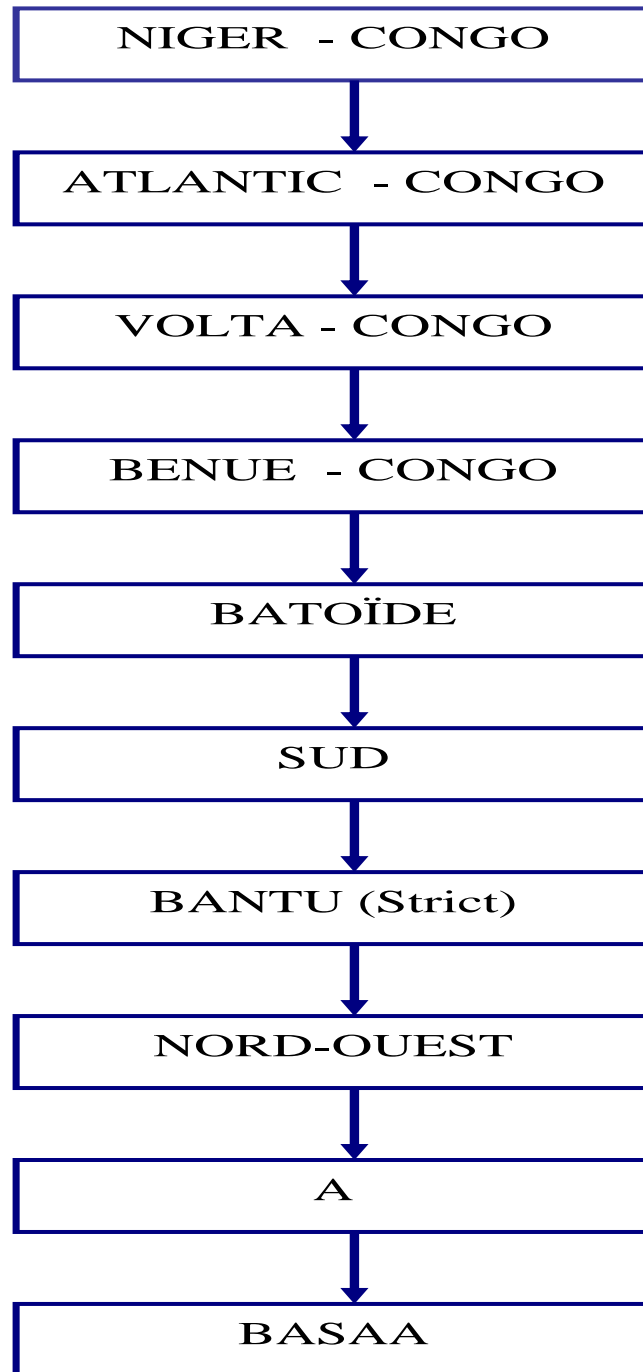 NIGER - CONGO
ATLANTIC - CONGO
VOLTA - CONGO
BENUE - CONGO
BATOÏDE
SUD
BANTU (Strict)
NORD-OUEST
A
BASAA